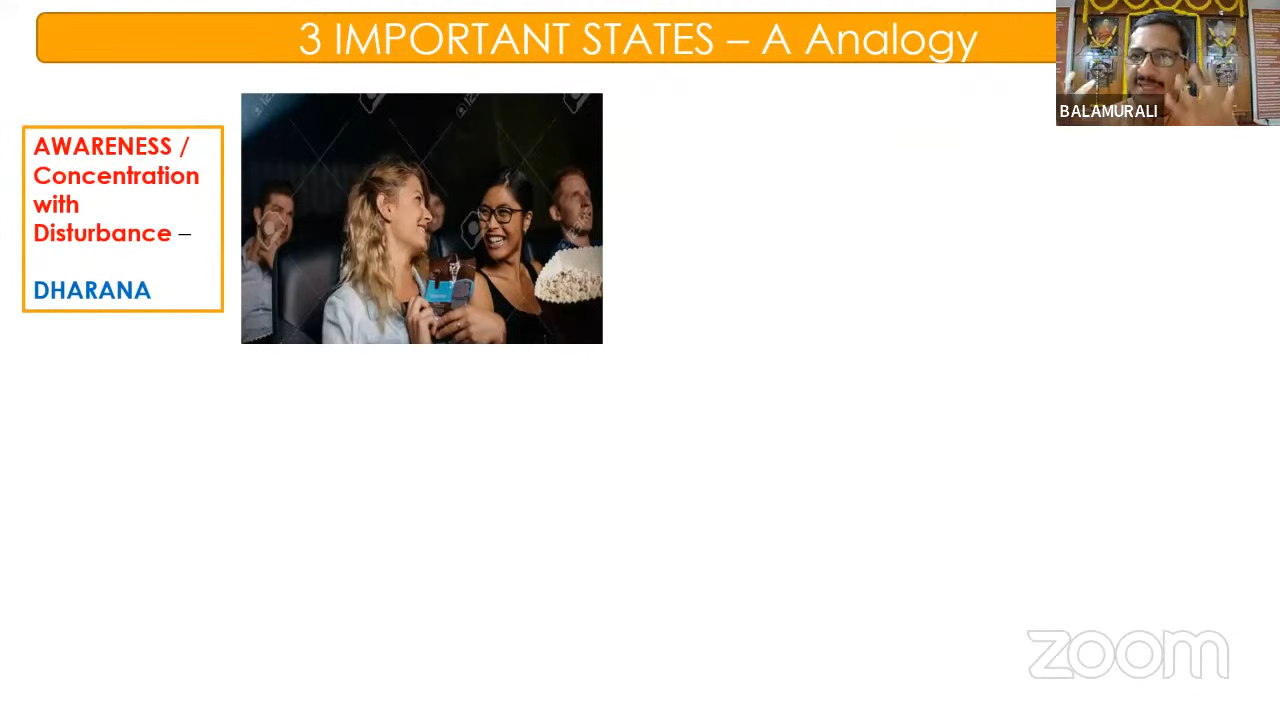 3 IMPORTANT STATES – A Analogy
BALAMURALI
AWARENESS /
Concentration
with
Disturbance –
DHARANA
zoom